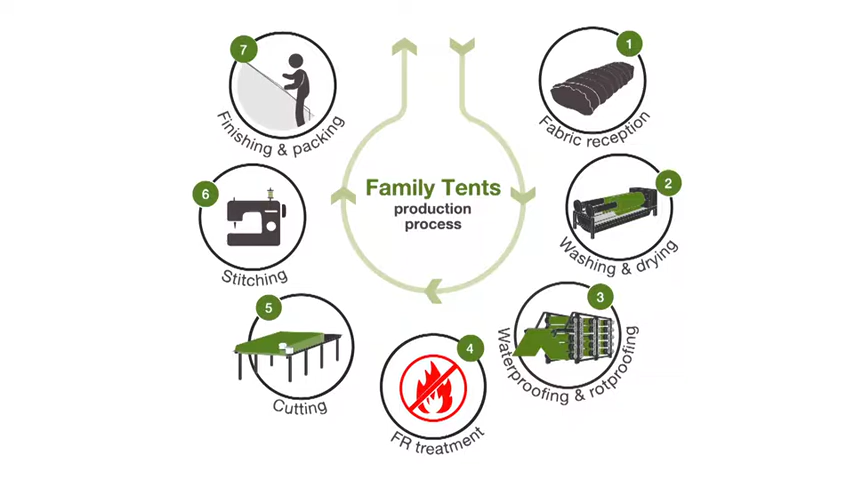 Family Tents
production
process
1
Fabric reception
2
Washing & drying
3
Waterproofing & rotproofing
4
FR treatment
5
Cutting
6
Stitching
7
Finishing & packing